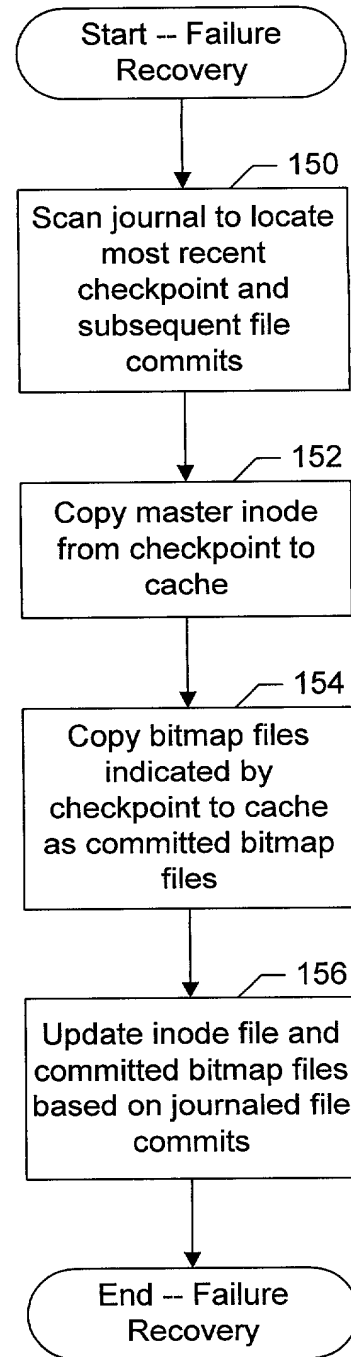 Start -- Failure
Recovery
150
Scan journal to locate
most recent
checkpoint and
subsequent file
commits
152
Copy master inode
from checkpoint to
cache
154
Copy bitmap files
indicated by
checkpoint to cache
as committed bitmap
files
156
Update inode file and
committed bitmap files
based on journaled file
commits
End -- Failure
Recovery